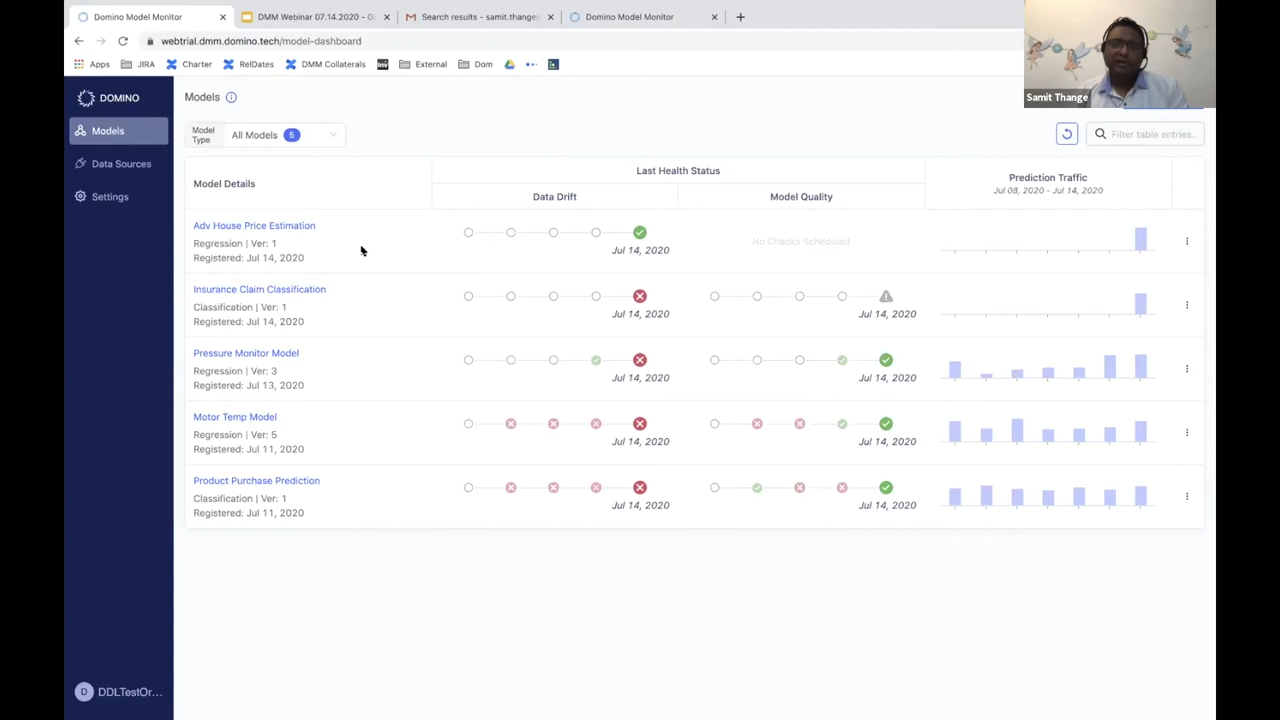 Domino Model Monitor
DMM Webinar 07.14.2020 - Go
Search results - samit.thange@
Domino Model Monitor
webtrial.dmm.domino.tech/model-dashboard
Apps JIRA Charter RelDates DMM Collaterals inv External Dom
Samit Thange
DOMINO
Models
Data Sources
Settings
DDLTestOr...
D
Models
Model Type
All Models 5
Filter table entries..
Model Details
Last Health Status
Data Drift
Model Quality
Prediction Traffic
Jul 08, 2020 - Jul 14, 2020
Adv House Price Estimation
Regression | Ver: 1
Registered: Jul 14, 2020
Jul 14, 2020
No Checks Scheduled
Insurance Claim Classification
Classification | Ver: 1
Registered: Jul 14, 2020
Jul 14, 2020
Jul 14, 2020
Pressure Monitor Model
Regression | Ver: 3
Registered: Jul 13, 2020
Jul 14, 2020
Jul 14, 2020
Motor Temp Model
Regression | Ver: 5
Registered: Jul 11, 2020
Jul 14, 2020
Jul 14, 2020
Product Purchase Prediction
Classification | Ver: 1
Registered: Jul 11, 2020
Jul 14, 2020
Jul 14, 2020